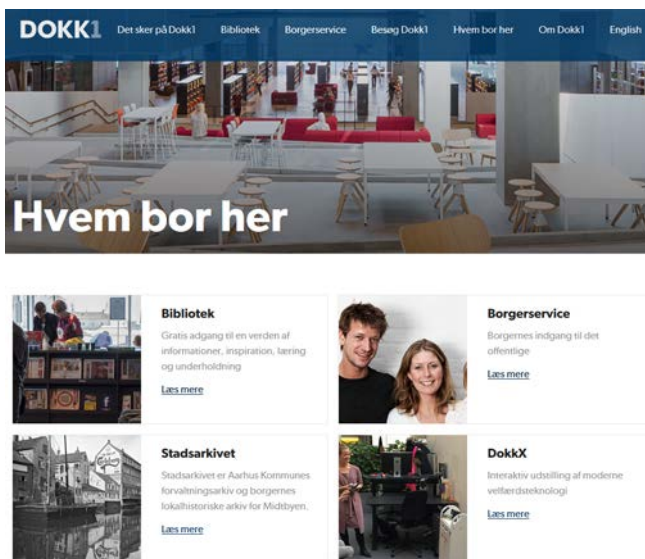 DOKK1 Det sker på Dokk1 Bibliotek Borgerservice Besøg Dokk1 Hvem bor her Om Dokk1 English
Hvem bor her
Bibliotek
Gratis adgang til en verden af
informationer, inspiration, læring
og underholdning
Læs mere
Borgerservice
Borgernes indgang til det
offentlige
Læs mere
Stadsarkivet
Stadsarkivet er Aarhus Kommunes
forvaltningsarkiv og borgernes
lokalhistoriske arkiv for Midtbyen.
Læs mere
DokkX
Interaktiv udstilling af moderne
velfærdsteknologi
Læs mere